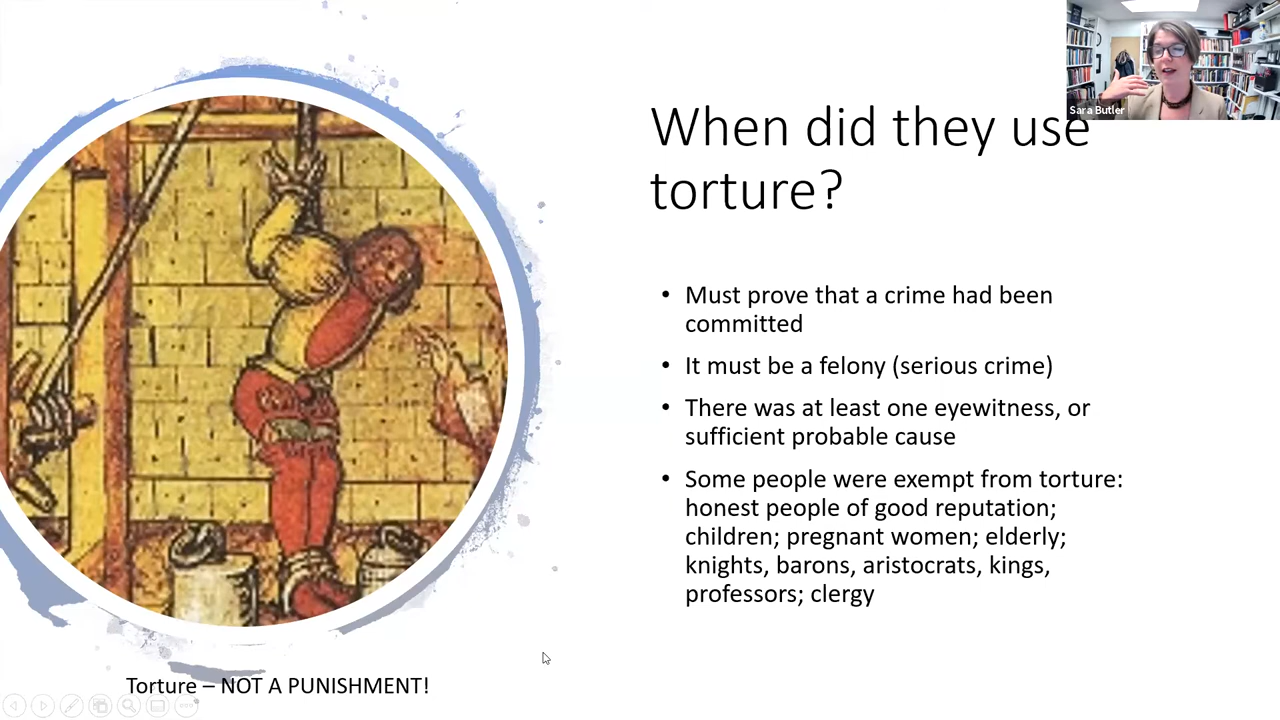 Sara Butler
When did they use
torture?
• Must prove that a crime had been
committed
• It must be a felony (serious crime)
• There was at least one eyewitness, or
sufficient probable cause
• Some people were exempt from torture:
honest people of good reputation;
children; pregnant women; elderly;
knights, barons, aristocrats, kings,
professors; clergy
Torture – NOT A PUNISHMENT!